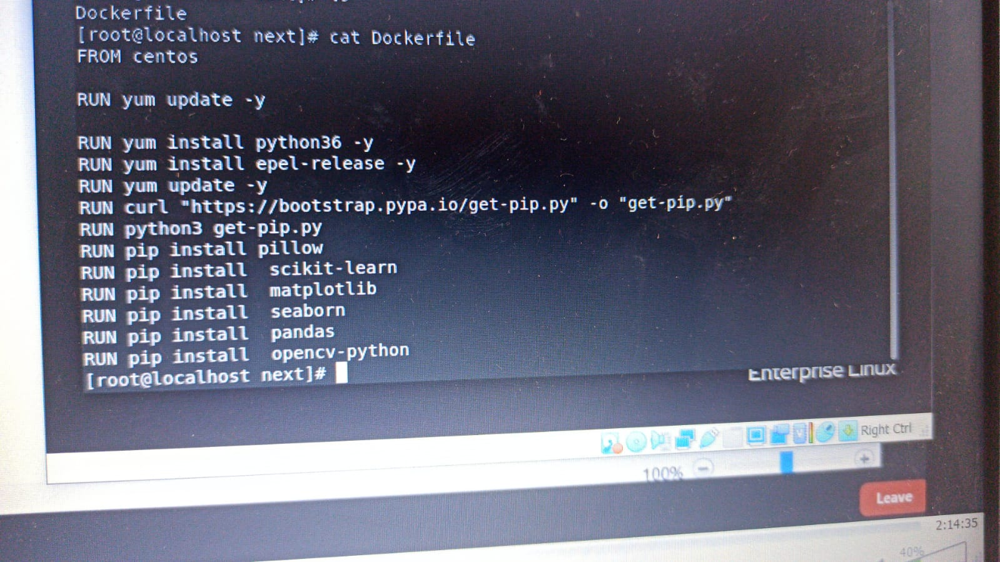 Dockerfile
[root@localhost next]# cat Dockerfile
FROM centos
RUN yum update -y
RUN yum install python36 -y
RUN yum install epel-release -y
RUN yum update -y
RUN curl "https://bootstrap.pypa.io/get-pip.py" -o "get-pip.py"
RUN python3 get-pip.py
RUN pip install pillow
RUN pip install  scikit-learn
RUN pip install  matplotlib
RUN pip install  seaborn
RUN pip install  pandas
RUN pip install  opencv-python
[root@localhost next]#
Enterprise Linux
Right Ctrl
100%
Leave
2:14:35
40%